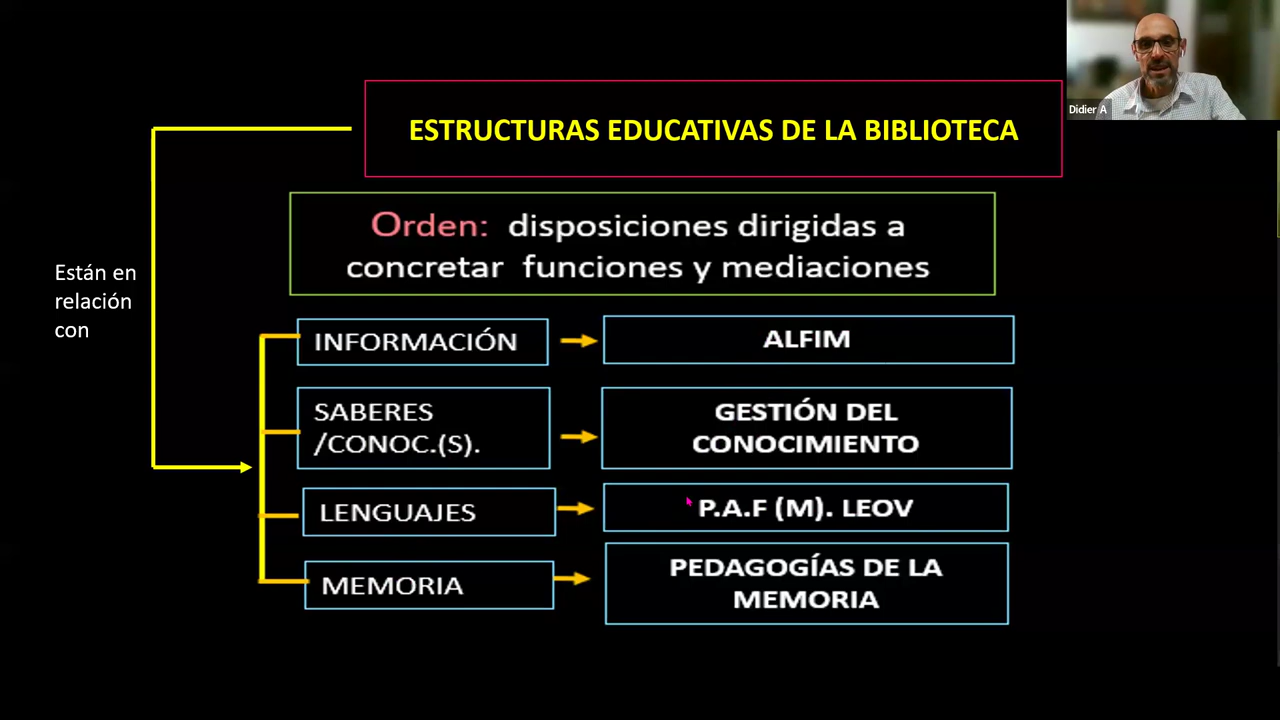 Didier A
ESTRUCTURAS EDUCATIVAS DE LA BIBLIOTECA
Orden: disposiciones dirigidas a
concretar funciones y mediaciones
Están en
relación
con
INFORMACIÓN
ALFIM
SABERES
/CONOC.(S).
GESTIÓN DEL
CONOCIMIENTO
LENGUAJES
P.A.F (M). LEOV
MEMORIA
PEDAGOGÍAS DE LA
MEMORIA